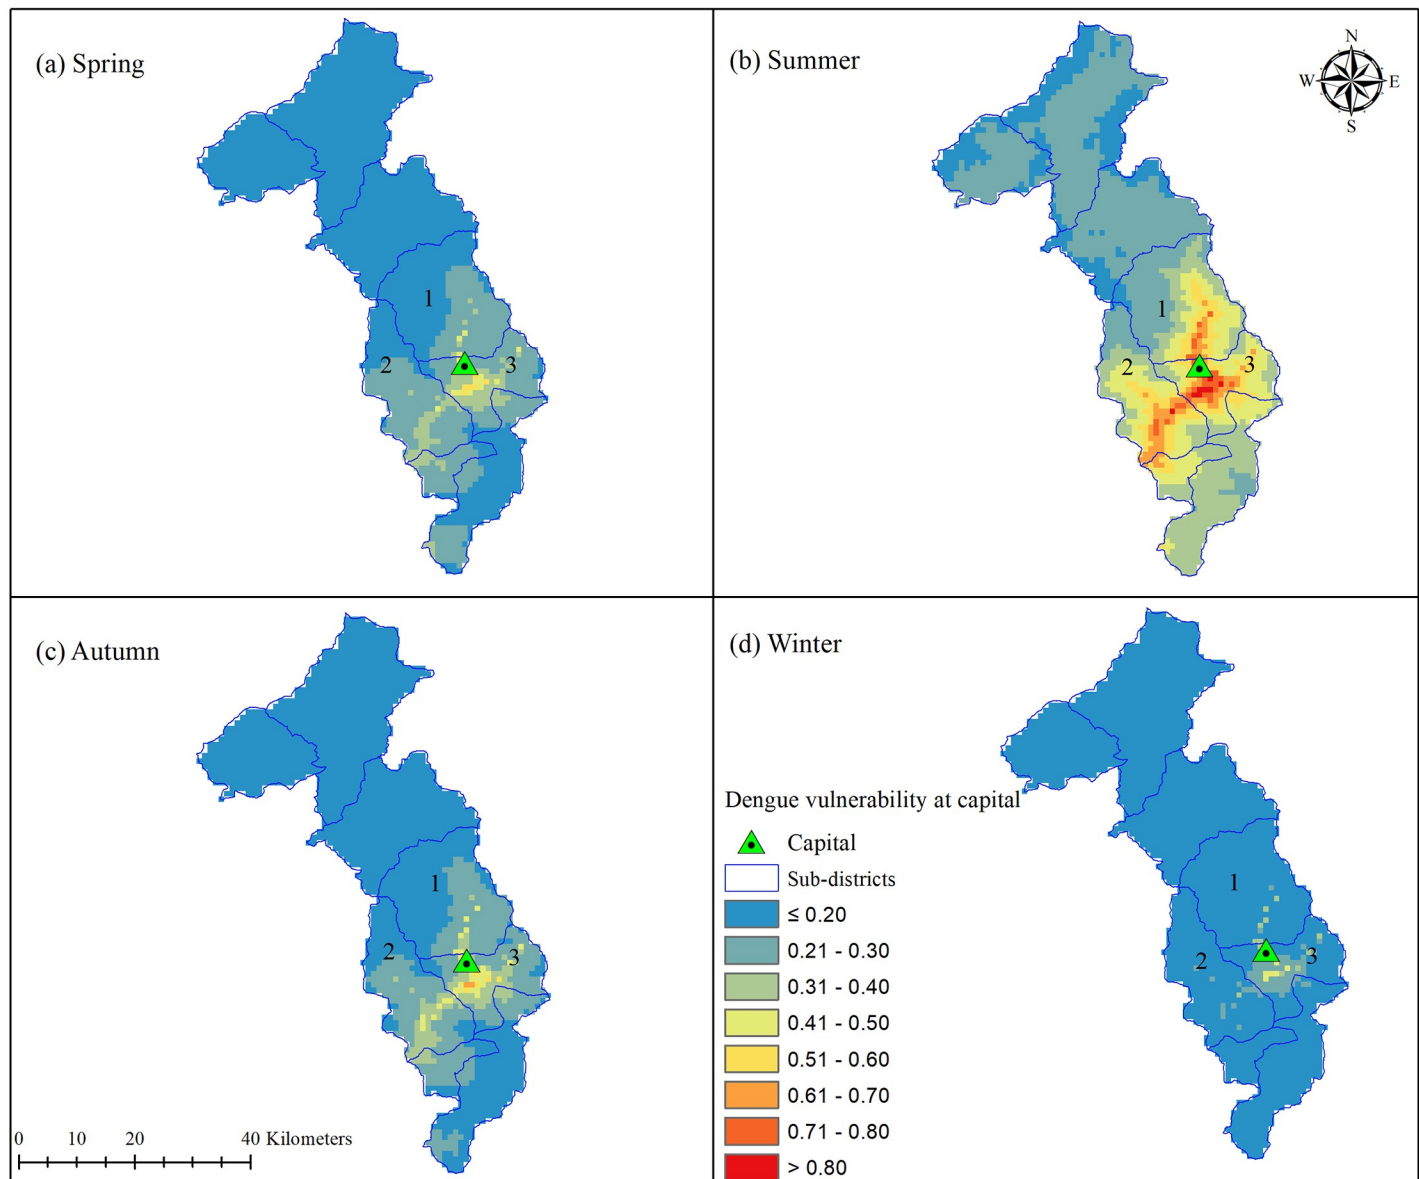 (a) Spring
1
2
3
(b) Summer
N
W
E
S
1
2
3
(c) Autumn
1
2
3
0 10 20 40 Kilometers
(d) Winter
1
2
3
Dengue vulnerability at capital
Capital
Sub-districts
≤ 0.20
0.21 - 0.30
0.31 - 0.40
0.41 - 0.50
0.51 - 0.60
0.61 - 0.70
0.71 - 0.80
> 0.80